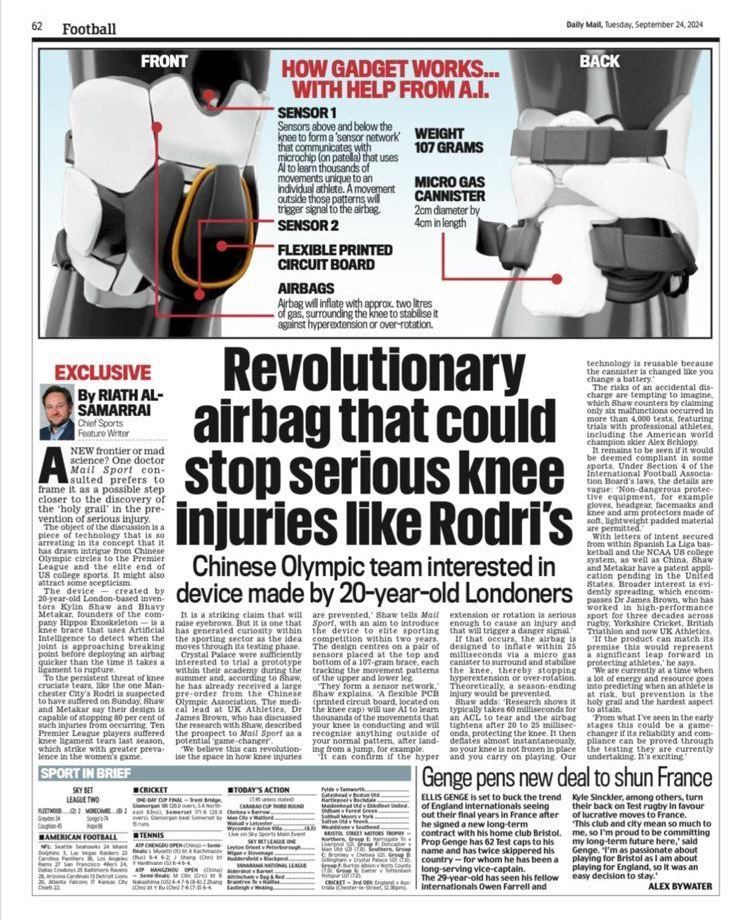 62 Football
Daily Mail, Tuesday, September 24, 2024
FRONT
HOW GADGET WORKS...
WITH HELP FROM A.I.
BACK
SENSOR 1
Sensors above and below the
knee to form a 'sensor network'
that communicates with
microchip (on patella) that uses
AI to learn thousands of
movements unique to an
individual athlete. A movement
outside those patterns will
trigger signal to the airbag.
SENSOR 2
FLEXIBLE PRINTED
CIRCUIT BOARD
AIRBAGS
Airbag will inflate with approx. two litres
of gas, surrounding the knee to stabilise it
against hyperextension or over-rotation.
WEIGHT
107 GRAMS
MICRO GAS
CANNISTER
2cm diameter by
4cm in length
EXCLUSIVE
By RIATH AL-
SAMARRAI
Chief Sports
Feature Writer
Revolutionary
airbag that could
stop serious knee
injuries like Rodri's
Chinese Olympic team interested in
device made by 20-year-old Londoners
A NEW frontier or mad
science? One doctor
Mail Sport con-
sulted prefers to
frame it as a possible step
closer to the discovery of
the 'holy grail' in the pre-
vention of serious injury.
The object of the discussion is a
piece of technology that is so
arresting in its concept that it
has drawn intrigue from Chinese
Olympic circles to the Premier
League and the elite end of
US college sports. It might also
attract some scepticism.
The device — created by
20-year-old London-based inven-
tors Kylin Shaw and Bhavy
Metakar, founders of the com-
pany Hippos Exoskeleton — is a
knee brace that uses Artificial
Intelligence to detect when the
joint is approaching breaking
point before deploying an airbag
quicker than the time it takes a
ligament to rupture.
To the persistent threat of knee
cruciate tears, like the one Man-
chester City's Rodri is suspected
to have suffered on Sunday, Shaw
and Metakar say their design is
capable of stopping 80 per cent of
such injuries from occurring. Ten
Premier League players suffered
knee ligament tears last season,
which strike with greater preva-
lence in the women's game.
It is a striking claim that will
raise eyebrows. But it is one that
has generated curiosity within
the sporting sector as the idea
moves through its testing phase.
Crystal Palace were sufficiently
interested to trial a prototype
within their academy during the
summer and, according to Shaw,
he has already received a large
pre-order from the Chinese
Olympic Association. The medi-
cal lead at UK Athletics, Dr
James Brown, who has discussed
the research with Shaw, described
the prospect to Mail Sport as a
potential 'game-changer'.
'We believe this can revolution-
ise the space in how knee injuries
are prevented,' Shaw tells Mail
Sport, with an aim to introduce
the device to elite sporting
competition within two years.
The design centres on a pair of
sensors placed at the top and
bottom of a 107-gram brace, each
tracking the movement patterns
of the upper and lower leg.
'They form a sensor network,'
Shaw explains. 'A flexible PCB
(printed circuit board, located on
the knee cap) will use AI to learn
thousands of your movements and
will recognise anything outside of
your normal pattern, after land-
ing from a jump, for example.
'It can confirm if the hyper
extension or rotation is serious
enough to cause an injury and
that will trigger a danger signal.'
If that occurs, the airbag is
designed to inflate within 25
milliseconds via a micro gas
canister to surround and stabilise
the knee, thereby stopping
hyperextension or over-rotation.
Theoretically, a season-ending
injury would be prevented.
Shaw adds: 'Research shows it
typically takes 60 milliseconds for
an ACL to tear and the airbag
tightens after 20 to 25 millisec-
onds, protecting the knee. It then
deflates almost instantaneously,
so your knee is not frozen in place
and you carry on playing. Our
technology is reusable because
the cannister is changed like you
change a battery.'
The risks of an accidental dis-
charge are tempting to imagine,
which Shaw counters by claiming
only six malfunctions occurred in
more than 4,000 tests, featuring
trials with professional athletes,
including the American world
champion skier Alex Schlopy.
It remains to be seen if it would
be deemed compliant in some
sports. Under Section 4 of the
International Football Associa-
tion Board's laws, the details are
vague: 'Non-dangerous protec-
tive equipment, for example
gloves, headgear, facemasks and
knee and arm protectors made of
soft, lightweight padded material
are permitted.'
With letters of intent secured
from within Spanish La Liga bas-
ketball and the NCAA US college
system, as well as China, Shaw
and Metakar have a patent appli-
cation pending in the United
States. Broader interest is evi-
dently spreading, which encom-
passes Dr James Brown, who has
worked in high-performance
sport for three decades across
rugby, Yorkshire Cricket, British
Triathlon and now UK Athletics.
'If the product can match its
premise this would represent
a significant leap forward in
protecting athletes,' he says.
'We are currently at a time when
a lot of energy and resource goes
into predicting when an athlete is
at risk, but prevention is the
holy grail and the hardest aspect
to attain.
'From what I've seen in the early
stages this could be a game-
changer if its reliability and com-
pliance can be proved through
the testing they are currently
undertaking. It's exciting.'
SPORT IN BRIEF
SKY BET
LEAGUE TWO
AMERICAN FOOTBALL
CRICKET
ONE-DAY CUP FINAL — Trent Bridge,
TENNIS
ATP CHENGDU OPEN (China) — Semi-
ATP HANGZHOU OPEN
TODAY'S ACTION
(7.45 unless stated)
CARABAO CUP THIRD ROUND
SKY BET LEAGUE ONE
VANARAMA NATIONAL LEAGUE
BRISTOL STREET MOTORS TROPHY —
Genge pens new deal to shun France
ELLIS GENGE is set to buck the
trend of England internationals seeing
out their final years in France after
he signed a new long-term
contract with his home club Bristol.
Prop Genge has 62 Test caps to his
name and has twice skippered his
country — for whom he has been
a long-serving vice-captain.
The 29-year-old has seen his fellow
internationals Owen Farrell and
Kyle Sinckler, among others, turn
their back on Test rugby in favour
of lucrative moves to France.
'This club and city mean so much to
me, so I'm proud to be committing
my long-term future here,' said
Genge. 'I'm as passionate about
playing for Bristol as I am about
playing for England, so it was an
easy decision to stay.'
ALEX BYWATER